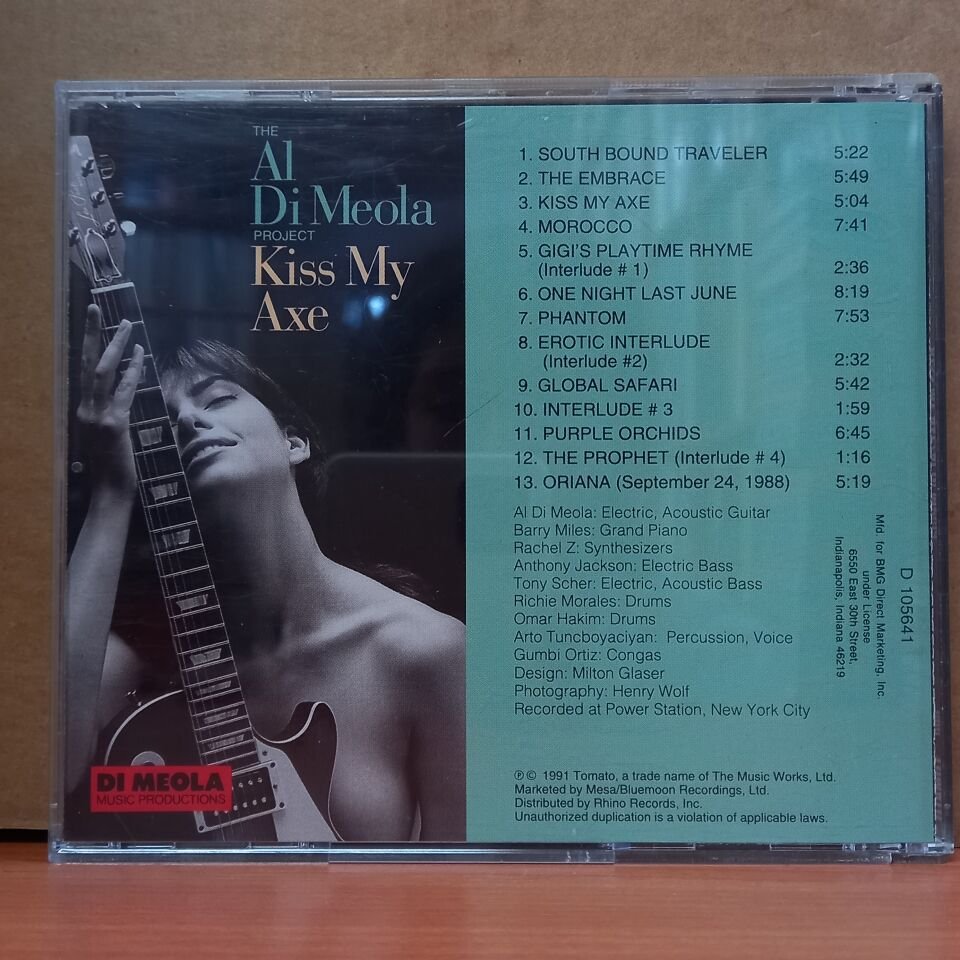 THE
Al
Di Meola
PROJECT
Kiss My
Axe
DI MEOLA
MUSIC PRODUCTIONS
1. SOUTH BOUND TRAVELER 5:22
2. THE EMBRACE 5:49
3. KISS MY AXE 5:04
4. MOROCCO 7:41
5. GIGI'S PLAYTIME RHYME
(Interlude # 1) 2:36
6. ONE NIGHT LAST JUNE 8:19
7. PHANTOM 7:53
8. EROTIC INTERLUDE
(Interlude #2) 2:32
9. GLOBAL SAFARI 5:42
10. INTERLUDE # 3 1:59
11. PURPLE ORCHIDS 6:45
12. THE PROPHET (Interlude # 4) 1:16
13. ORIANA (September 24, 1988) 5:19
Al Di Meola: Electric, Acoustic Guitar
Barry Miles: Grand Piano
Rachel Z: Synthesizers
Anthony Jackson: Electric Bass
Tony Scher: Electric, Acoustic Bass
Richie Morales: Drums
Omar Hakim: Drums
Arto Tuncboyaciyan: Percussion, Voice
Gumbi Ortiz: Congas
Design: Milton Glaser
Photography: Henry Wolf
Recorded at Power Station, New York City
℗© 1991 Tomato, a trade name of The Music Works, Ltd.
Marketed by Mesa/Bluemoon Recordings, Ltd.
Distributed by Rhino Records, Inc.
Unauthorized duplication is a violation of applicable laws.
D 105641
Mfd. for BMG Direct Marketing, Inc.
under License
6550 East 30th Street,
Indianapolis, Indiana 46219